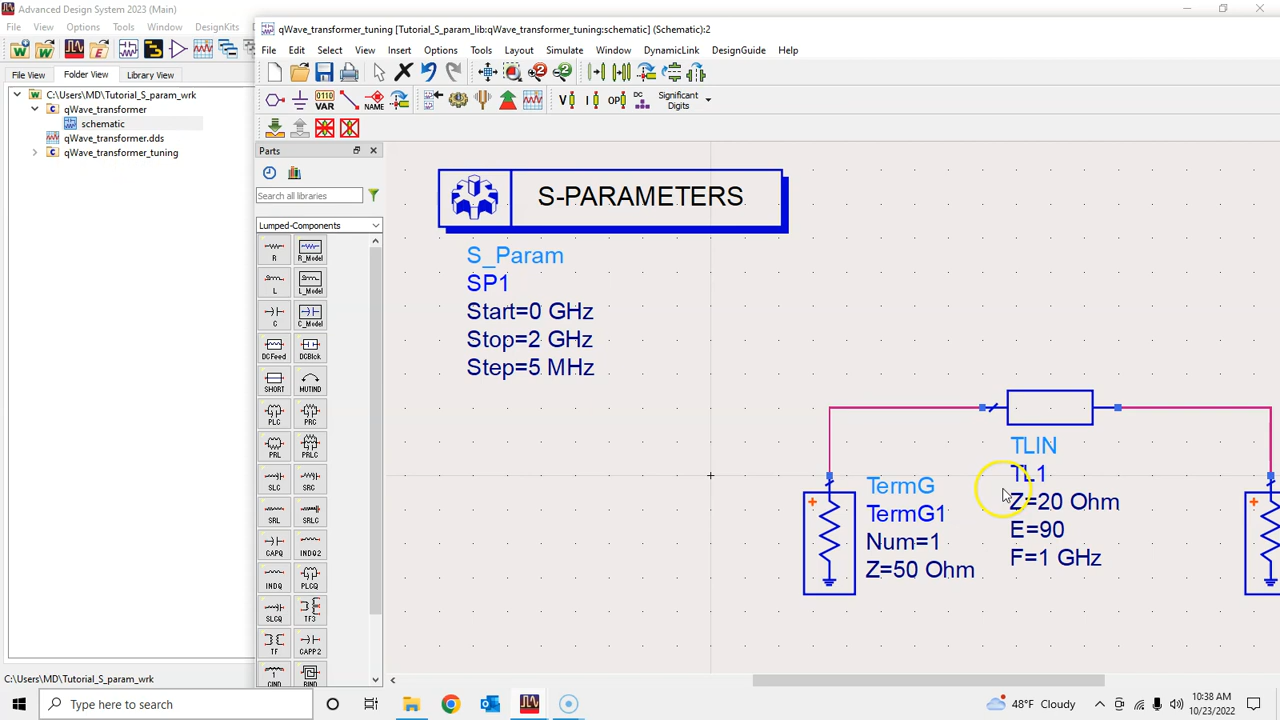 Advanced Design System 2023 (Main)
File View Options Tools Window DesignKits
qWave_transformer_tuning [Tutorial_S_param_lib:qWave_transformer_tuning:schematic] (Schematic):2
File Edit Select View Insert Options Tools Layout Simulate Window DynamicLink DesignGuide Help
File View Folder View Library View
C:\Users\MD\Tutorial_S_param_wrk
qWave_transformer
schematic
qWave_transformer.dds
qWave_transformer_tuning
VAR
NAME
V I OP DC
Significant
Digits
Parts
Search all libraries
Lumped-Components
R R_Model
L L_Model
C C_Model
DCFeed DCBlck
SHORT MUTIND
PLC PRC
PRL PRLC
SLC SRC
SRL SRLC
CAPQ INDQ2
INDQ PLCQ
SLCQ TF3
TF CAPP2
S-PARAMETERS
S_Param
SP1
Start=0 GHz
Stop=2 GHz
Step=5 MHz
TLIN
TL1
Z=20 Ohm
E=90
F=1 GHz
TermG
TermG1
Num=1
Z=50 Ohm
C:\Users\MD\Tutorial_S_param_wrk
Type here to search
48°F Cloudy
10:38 AM
10/23/2022